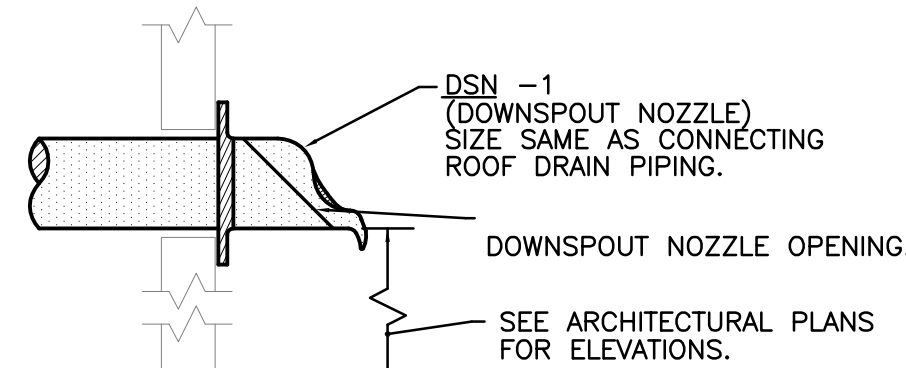 DSN -1
(DOWNSPOUT NOZZLE)
SIZE SAME AS CONNECTING
ROOF DRAIN PIPING.
DOWNSPOUT NOZZLE OPENING.
SEE ARCHITECTURAL PLANS
FOR ELEVATIONS.